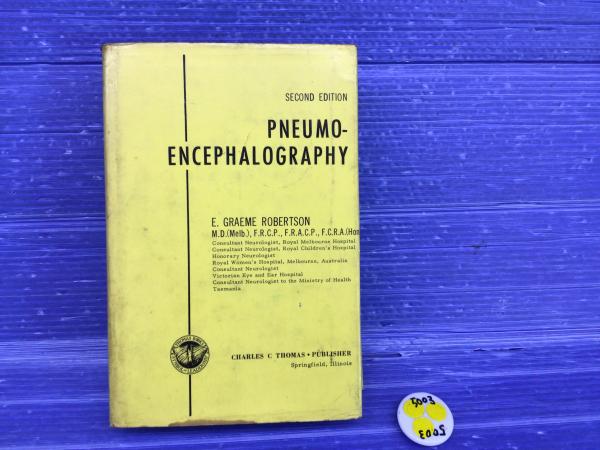 SECOND EDITION
PNEUMO-
ENCEPHALOGRAPHY
E. GRAEME ROBERTSON
M.D.(Melb.), F.R.C.P., F.R.A.C.P., F.C.R.A.(Hon
Consultant Neurologist, Royal Melbourne Hospital
Consultant Neurologist, Royal Children's Hospital
Honorary Neurologist
Royal Women's Hospital, Melbourne, Australia
Consultant Neurologist
Victorian Eye and Ear Hospital
Consultant Neurologist to the Ministry of Health
Tasmania
CHARLES C THOMAS • PUBLISHER
Springfield, Illinois
5003
5003